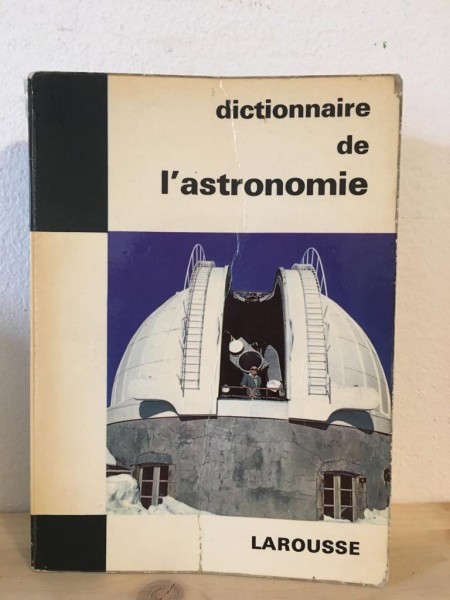 dictionnaire
de
l'astronomie
LAROUSSE